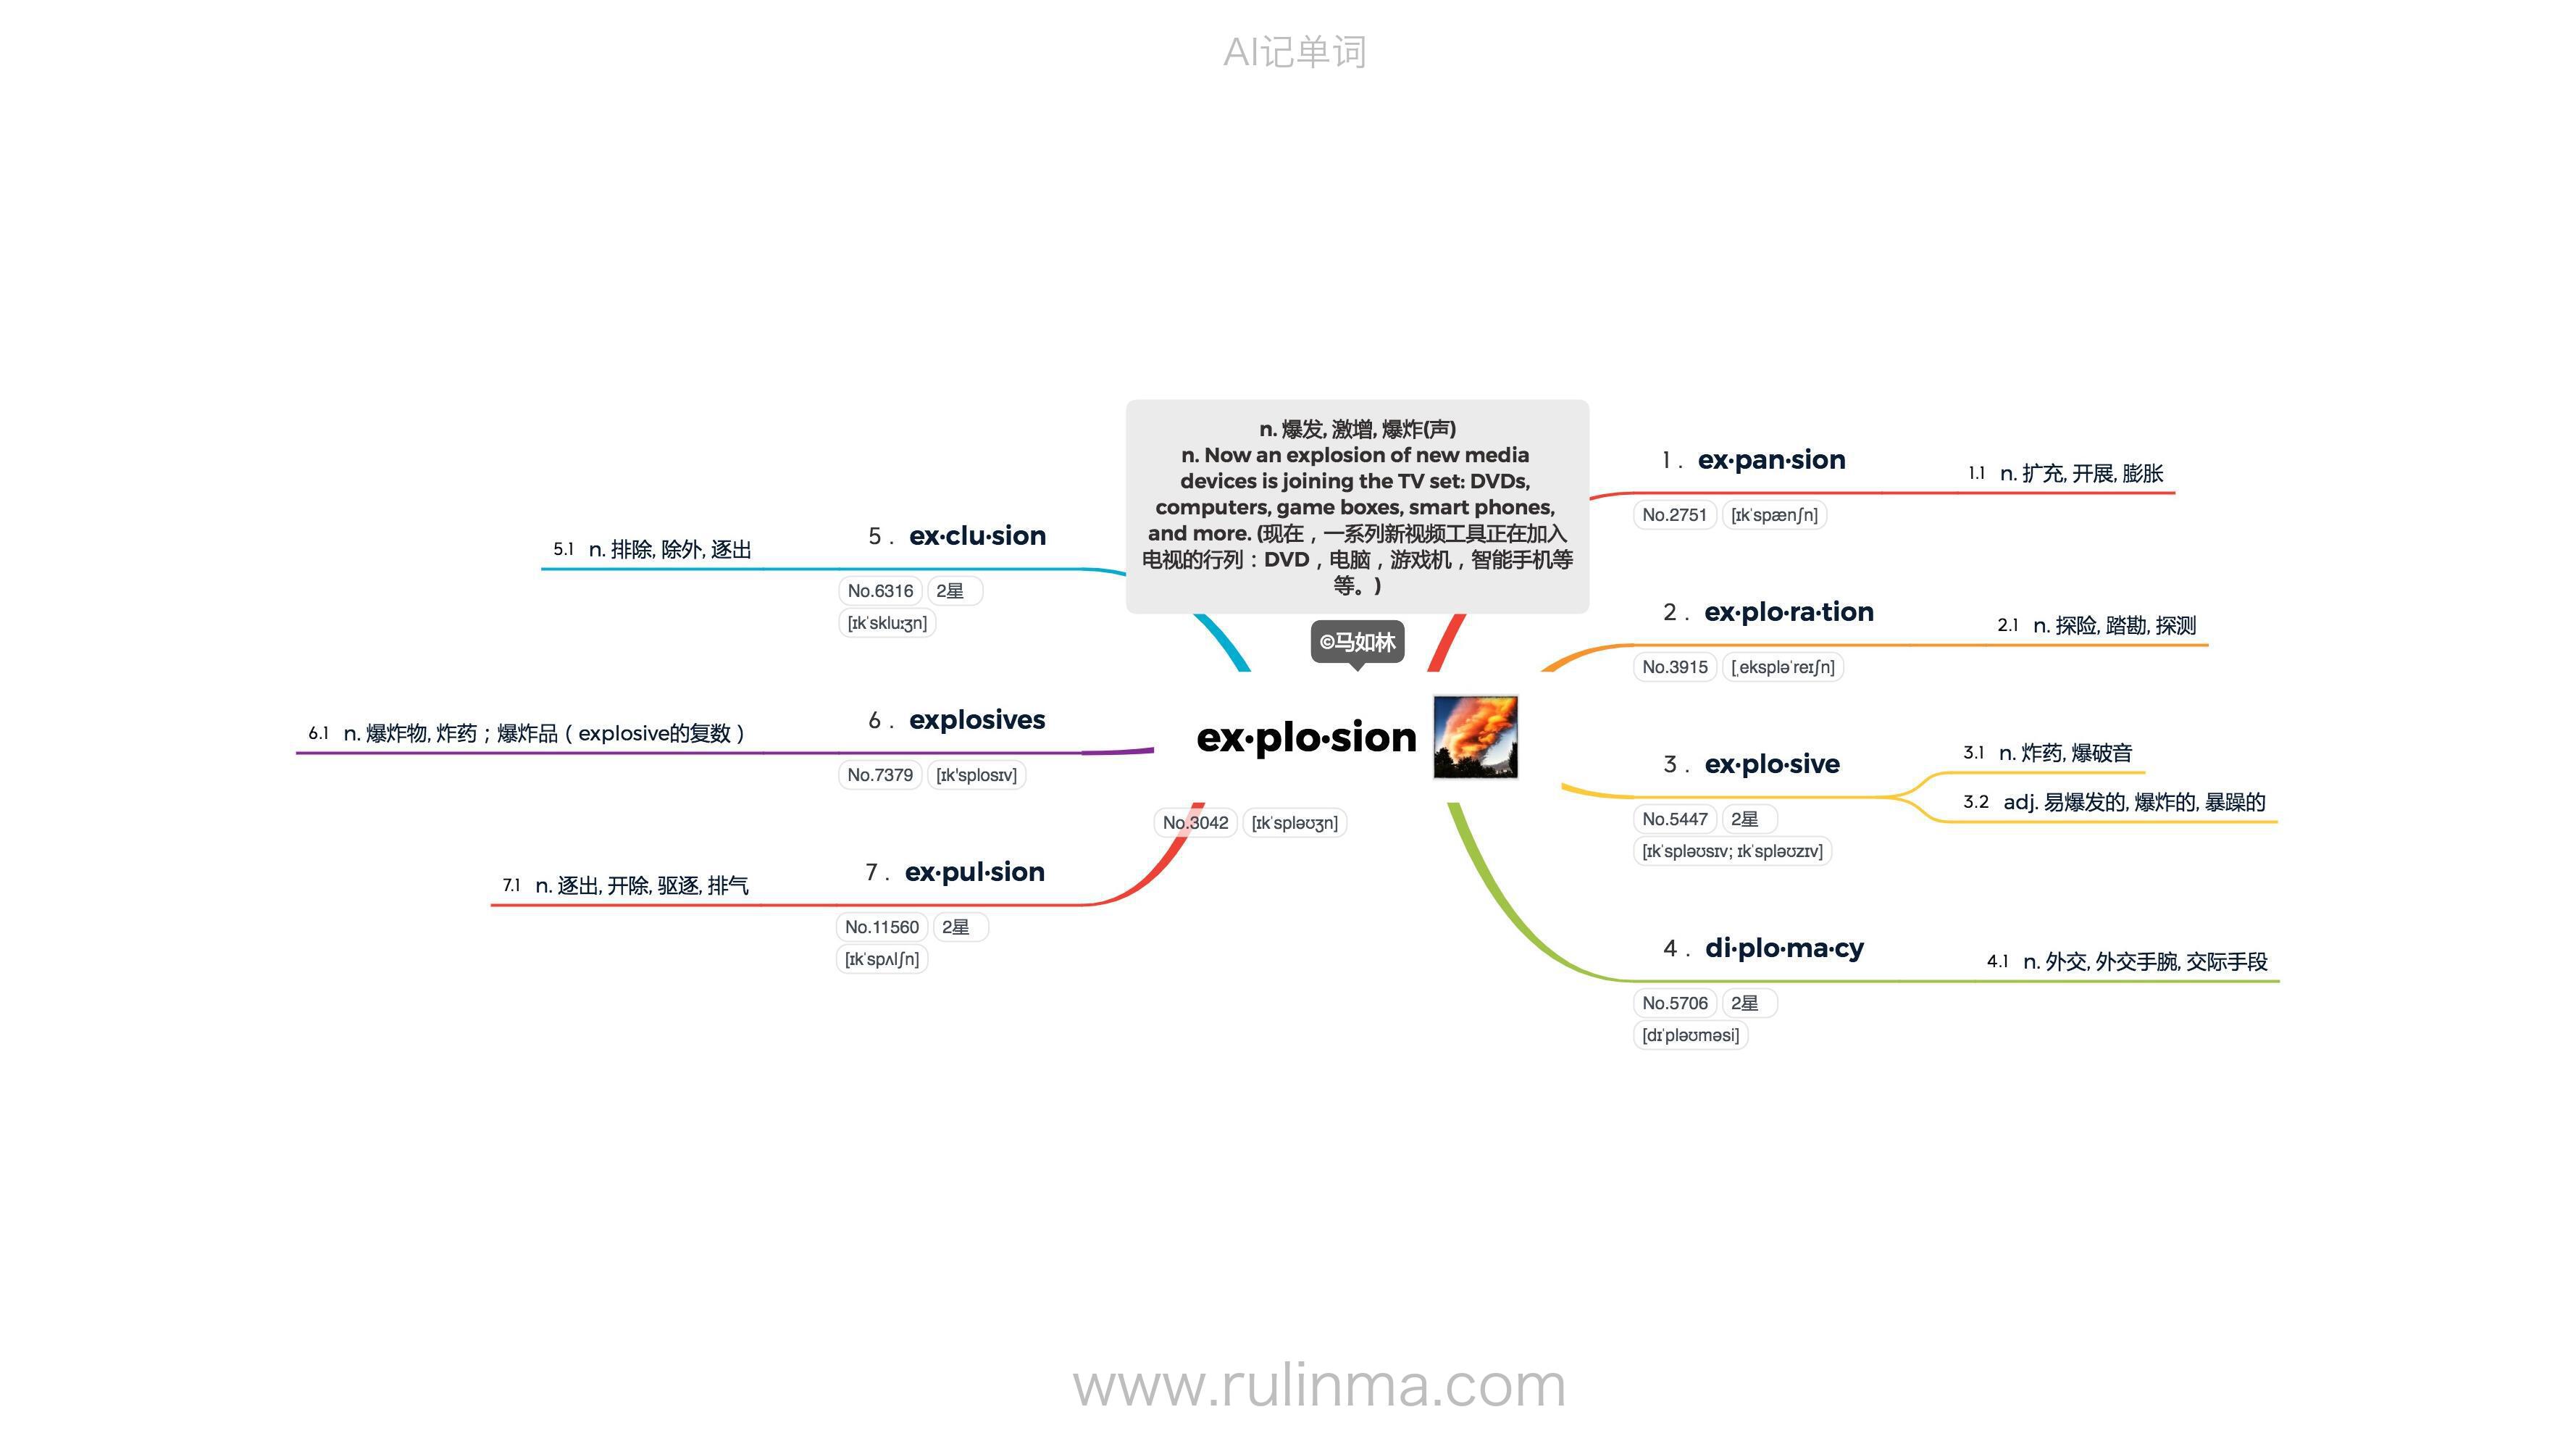 AI记单词
n. 爆发, 激增, 爆炸(声)
n. Now an explosion of new media
devices is joining the TV set: DVDs,
computers, game boxes, smart phones,
and more. (现在，一系列新视频工具正在加入
电视的行列：DVD，电脑，游戏机，智能手机等
等。)
©马如林
ex·plo·sion
No.3042 [ɪkˈspləʊʒn]
1. ex·pan·sion
No.2751 [ɪkˈspænʃn]
1.1 n. 扩充, 开展, 膨胀
2. ex·plo·ra·tion
No.3915 [ˌekspləˈreɪʃn]
2.1 n. 探险, 踏勘, 探测
3. ex·plo·sive
No.5447 2星
[ɪkˈspləʊsɪv; ɪkˈspləʊzɪv]
3.1 n. 炸药, 爆破音
3.2 adj. 易爆发的, 爆炸的, 暴躁的
4. di·plo·ma·cy
No.5706 2星
[dɪˈpləʊməsi]
4.1 n. 外交, 外交手腕, 交际手段
5. ex·clu·sion
No.6316 2星
[ɪkˈskluːʒn]
5.1 n. 排除, 除外, 逐出
6. explosives
No.7379 [ɪk'splosɪv]
6.1 n. 爆炸物, 炸药；爆炸品（explosive的复数）
7. ex·pul·sion
No.11560 2星
[ɪkˈspʌlʃn]
7.1 n. 逐出, 开除, 驱逐, 排气
www.rulinma.com